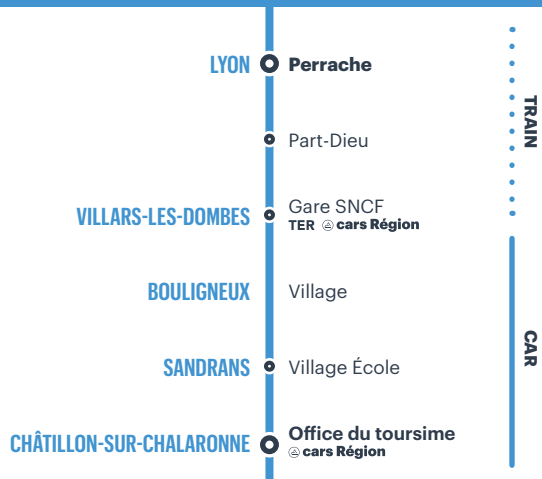 LYON Perrache
Part-Dieu
TRAIN
VILLARS-LES-DOMBES Gare SNCF
TER cars Région
BOULIGNEUX Village
CAR
SANDRANS Village École
CHÂTILLON-SUR-CHALARONNE Office du toursime
cars Région